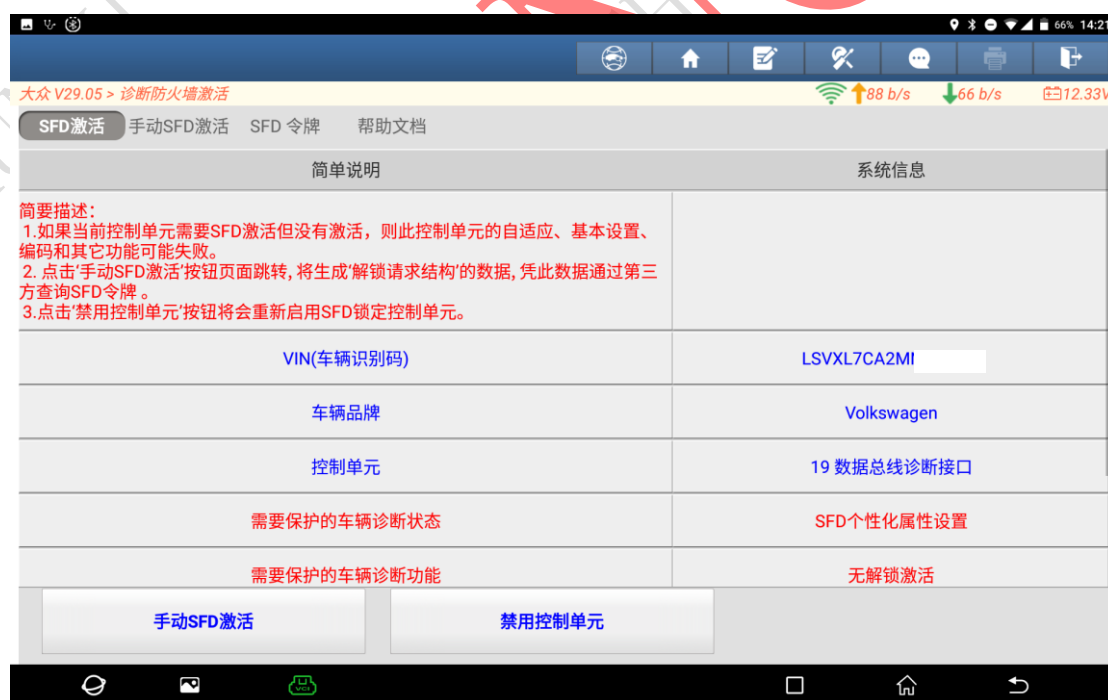 66% 14:21
大众 V29.05 > 诊断防火墙激活
88 b/s 66 b/s 12.33V
SFD激活 手动SFD激活 SFD 令牌 帮助文档
简单说明 系统信息
简要描述：
1.如果当前控制单元需要SFD激活但没有激活，则此控制单元的自适应、基本设置、
编码和其它功能可能失败。
2. 点击'手动SFD激活'按钮页面跳转, 将生成'解锁请求结构'的数据, 凭此数据通过第三
方查询SFD令牌 。
3.点击'禁用控制单元'按钮将会重新启用SFD锁定控制单元。
VIN(车辆识别码) LSVXL7CA2M
车辆品牌 Volkswagen
控制单元 19 数据总线诊断接口
需要保护的车辆诊断状态 SFD个性化属性设置
需要保护的车辆诊断功能 无解锁激活
手动SFD激活 禁用控制单元
VCI